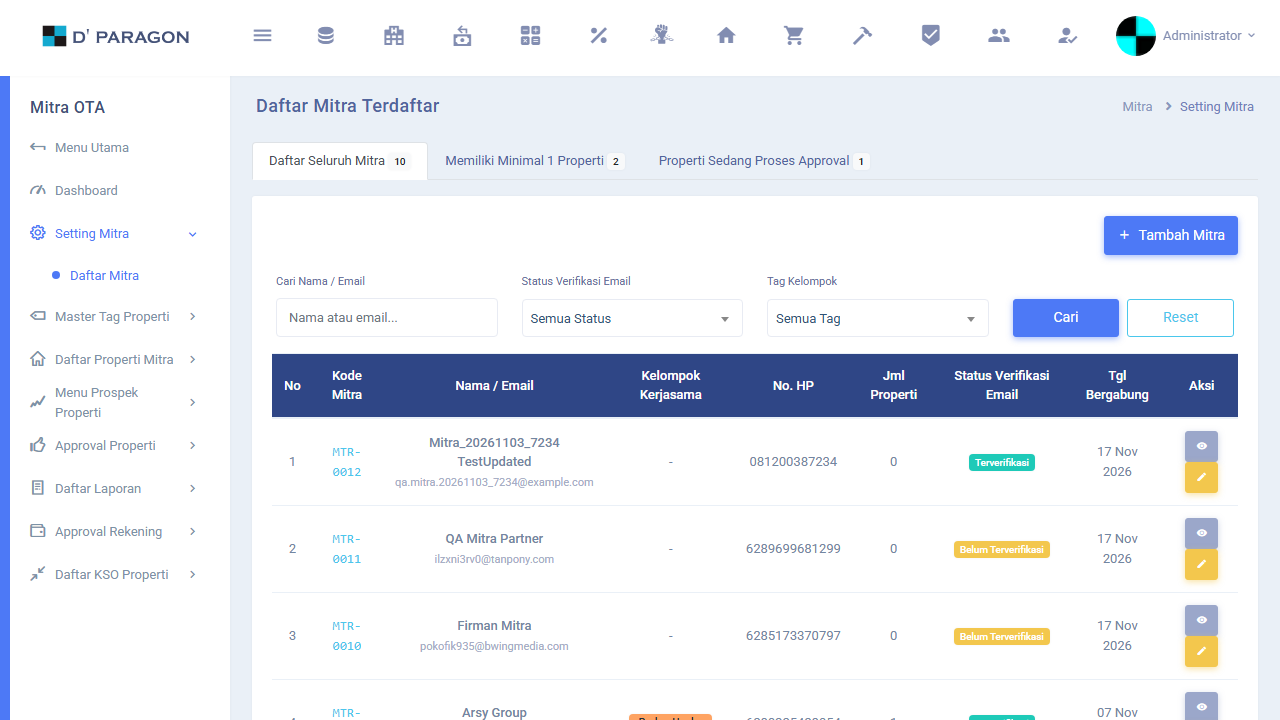 D' PARAGON
Administrator
Mitra OTA
Menu Utama
Dashboard
Setting Mitra
Daftar Mitra
Master Tag Properti
Daftar Properti Mitra
Menu Prospek
Properti
Approval Properti
Daftar Laporan
Approval Rekening
Daftar KSO Properti
Daftar Mitra Terdaftar
Mitra > Setting Mitra
Daftar Seluruh Mitra 10
Memiliki Minimal 1 Properti 2
Properti Sedang Proses Approval 1
+ Tambah Mitra
Cari Nama / Email
Status Verifikasi Email
Tag Kelompok
Nama atau email...
Semua Status
Semua Tag
Cari
Reset
No
Kode
Mitra
Nama / Email
Kelompok
Kerjasama
No. HP
Jml
Properti
Status Verifikasi
Email
Tgl
Bergabung
Aksi
1
MTR-
0012
Mitra_20261103_7234
TestUpdated
qa.mitra.20261103_7234@example.com
-
081200387234
0
Terverifikasi
17 Nov
2026
2
MTR-
0011
QA Mitra Partner
ilzxni3rv0@tanpony.com
-
6289699681299
0
Belum Terverifikasi
17 Nov
2026
3
MTR-
0010
Firman Mitra
pokofik935@bwingmedia.com
-
6285173370797
0
Belum Terverifikasi
17 Nov
2026
MTR-
Arsy Group
07 Nov